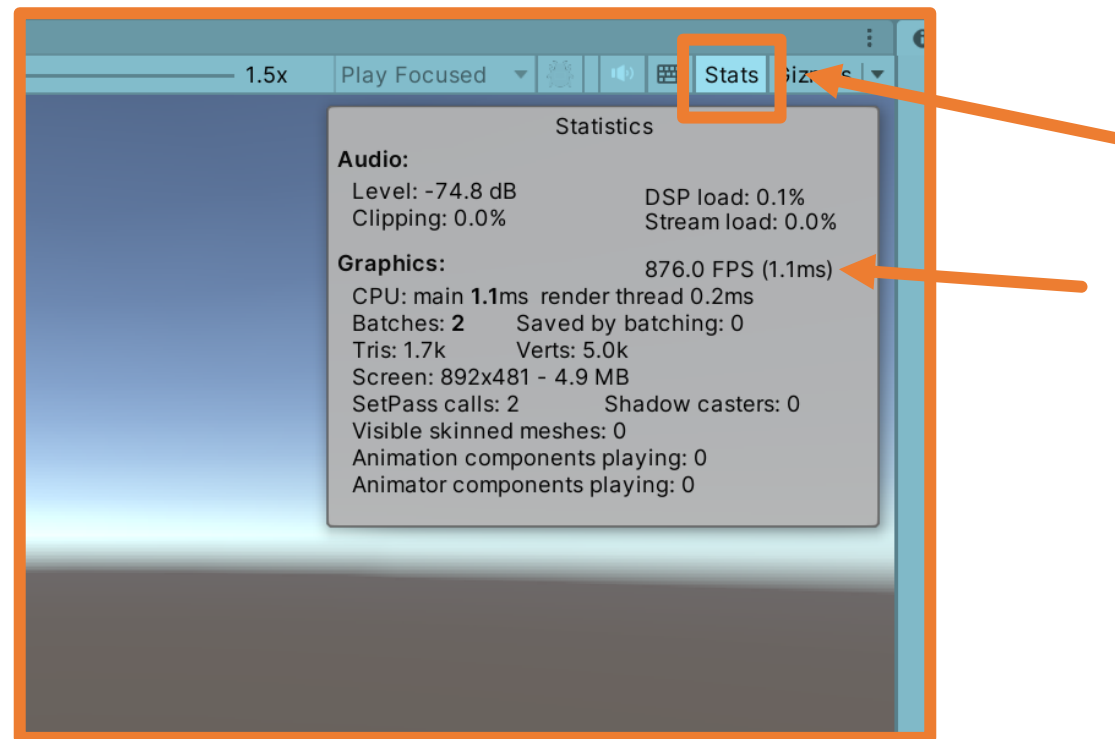 1.5x Play Focused Stats
Statistics
Audio:
Level: -74.8 dB
DSP load: 0.1%
Clipping: 0.0%
Stream load: 0.0%
Graphics:
876.0 FPS (1.1ms)
CPU: main 1.1ms render thread 0.2ms
Batches: 2 Saved by batching: 0
Tris: 1.7k Verts: 5.0k
Screen: 892x481 - 4.9 MB
SetPass calls: 2 Shadow casters: 0
Visible skinned meshes: 0
Animation components playing: 0
Animator components playing: 0